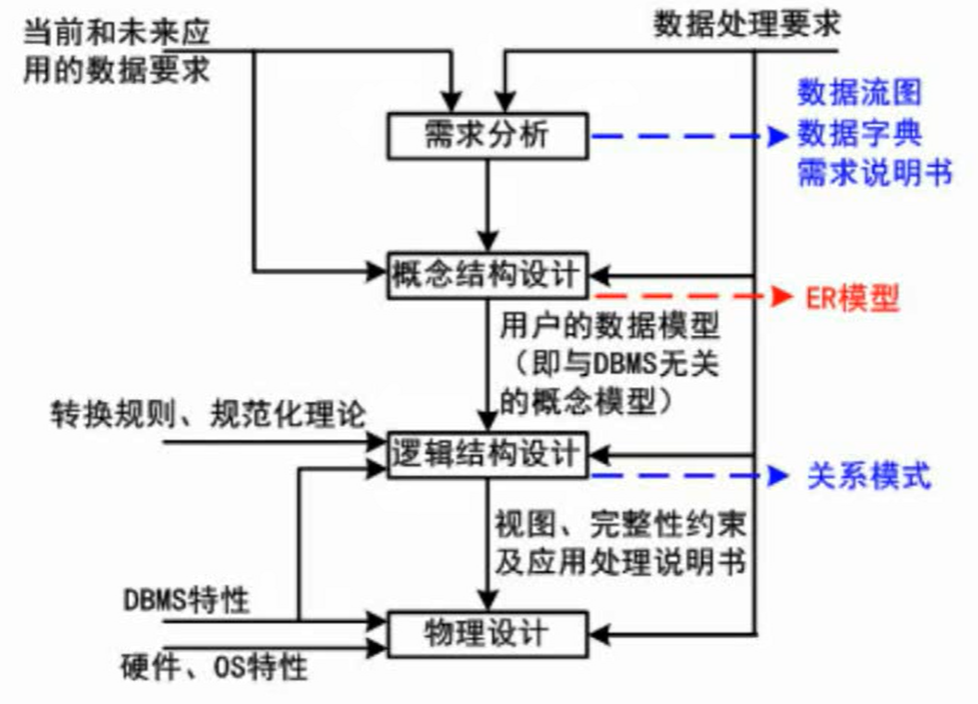 当前和未来应
用的数据要求
数据处理要求
数据流图
数据字典
需求说明书
需求分析
概念结构设计
ER模型
用户的数据模型
（即与DBMS无关
的概念模型）
转换规则、规范化理论
逻辑结构设计
关系模式
视图、完整性约束
及应用处理说明书
DBMS特性
物理设计
硬件、OS特性